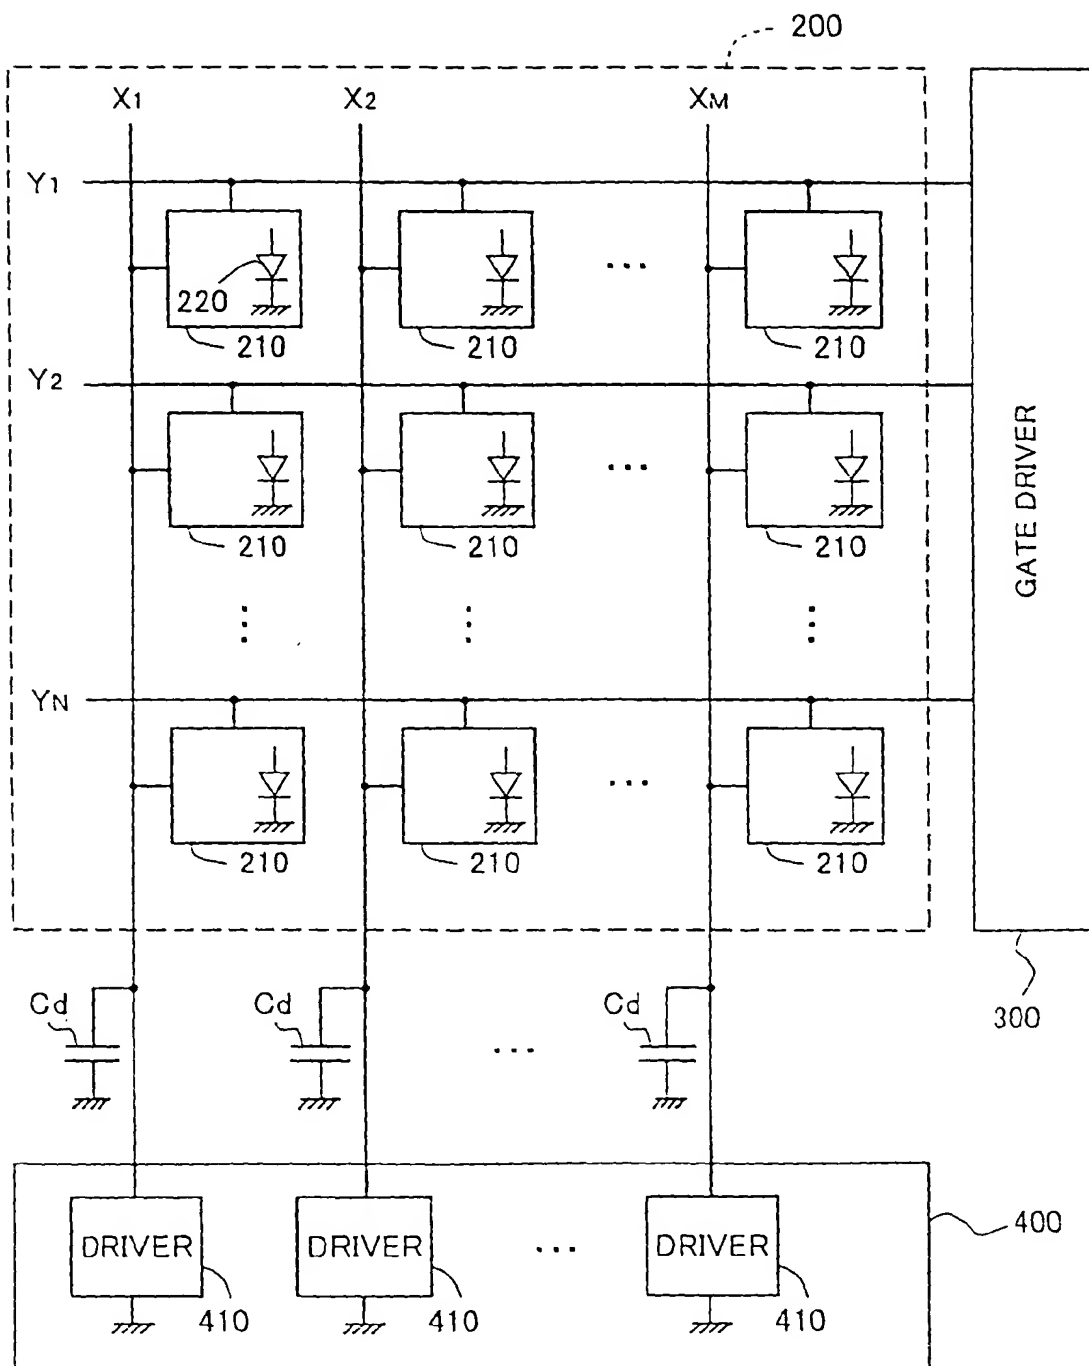 200
X1 X2 XM
Y1
220
210 210 210
Y2
210 210 210
YN
210 210 210
GATE DRIVER
300
Cd Cd Cd
400
DRIVER DRIVER DRIVER
410 410 410